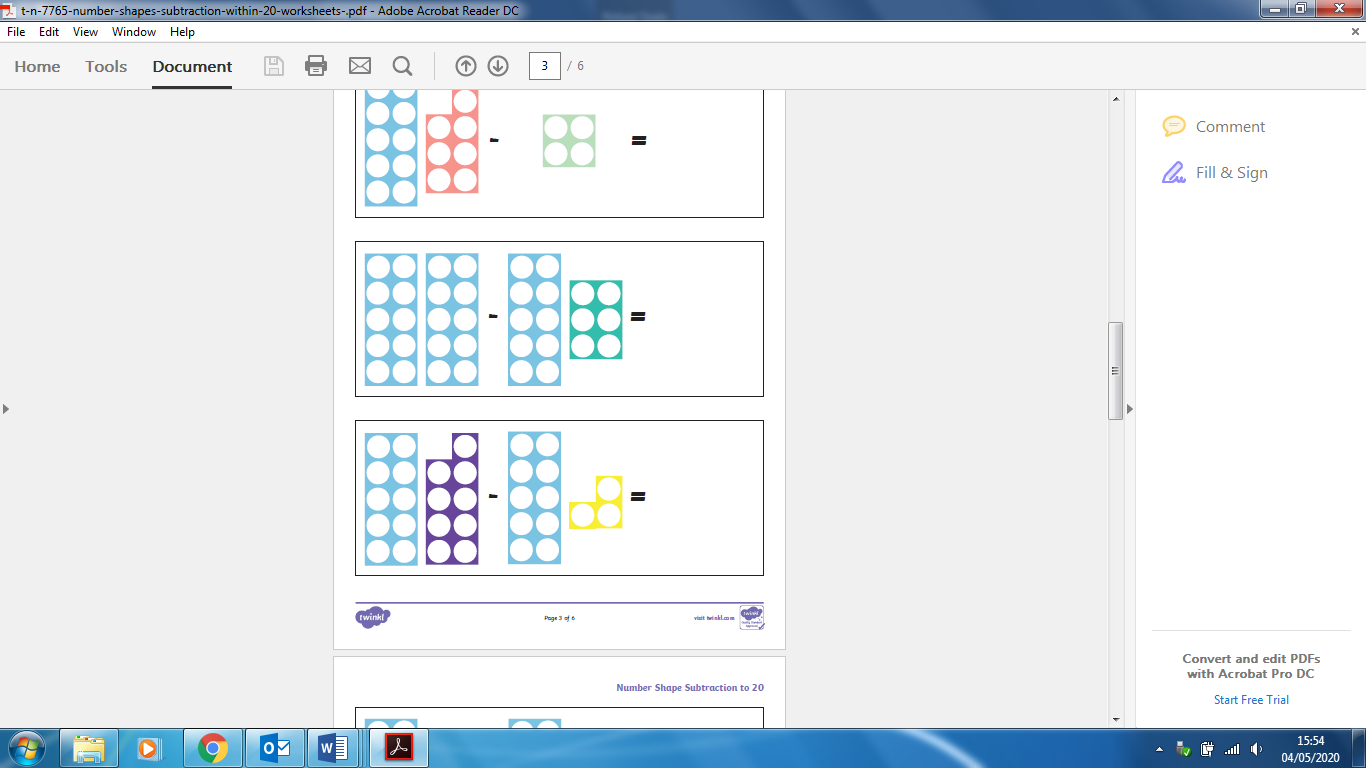 t-n-7765-number-shapes-subtraction-within-20-worksheets-.pdf - Adobe Acrobat Reader DC
File Edit View Window Help
Home Tools Document 3 / 6
- =
- =
- =
twinkl Page 3 of 6 visit twinkl.com twinkl
Number Shape Subtraction to 20
Comment
Fill & Sign
Convert and edit PDFs
with Acrobat Pro DC
Start Free Trial
15:54
04/05/2020